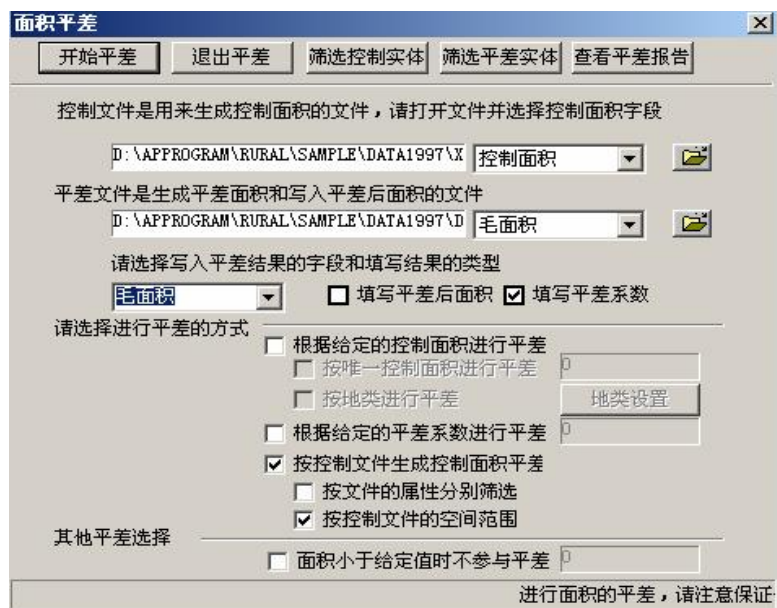 面积平差
开始平差 退出平差 筛选控制实体 筛选平差实体 查看平差报告
控制文件是用来生成控制面积的文件，请打开文件并选择控制面积字段
D:\APPROGRAM\RURAL\SAMPLE\DATA1997\X 控制面积
平差文件是生成平差面积和写入平差后面积的文件
D:\APPROGRAM\RURAL\SAMPLE\DATA1997\D 毛面积
请选择写入平差结果的字段和填写结果的类型
毛面积 填写平差后面积 填写平差系数
请选择进行平差的方式
根据给定的控制面积进行平差
按唯一控制面积进行平差 0
按地类进行平差 地类设置
根据给定的平差系数进行平差 0
按控制文件生成控制面积平差
按文件的属性分别筛选
按控制文件的空间范围
其他平差选择
面积小于给定值时不参与平差 0
进行面积的平差，请注意保证